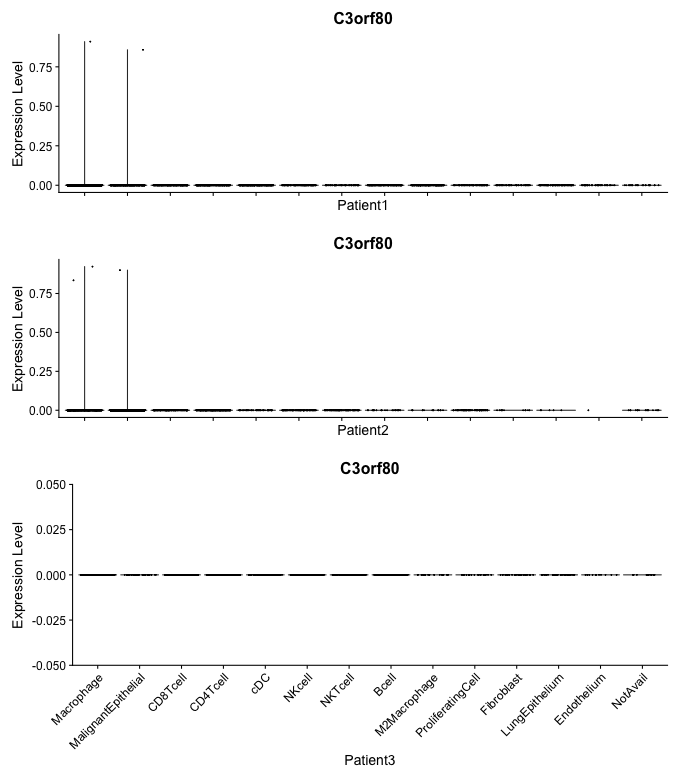 C3orf80
Expression Level
0.75
0.50
0.25
0.00
Patient1
C3orf80
Expression Level
0.75
0.50
0.25
0.00
Patient2
C3orf80
Expression Level
0.050
0.025
0.000
-0.025
-0.050
Macrophage
MalignantEpithelial
CD8Tcell
CD4Tcell
cDC
NKcell
NKTcell
Bcell
M2Macrophage
ProliferatingCell
Fibroblast
LungEpithelium
Endothelium
NotAvail
Patient3